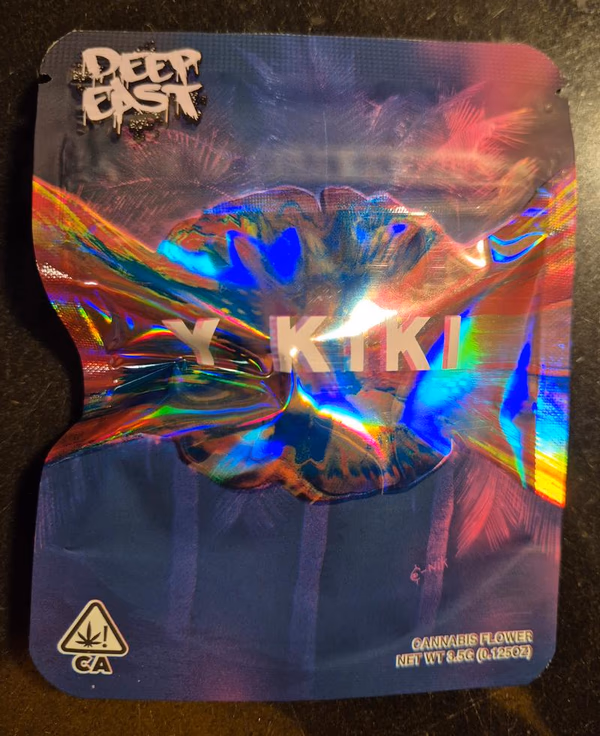 DEEP
EAST
Y KIKI
CA
CANNABIS FLOWER
NET WT 3.5G (0.125OZ)